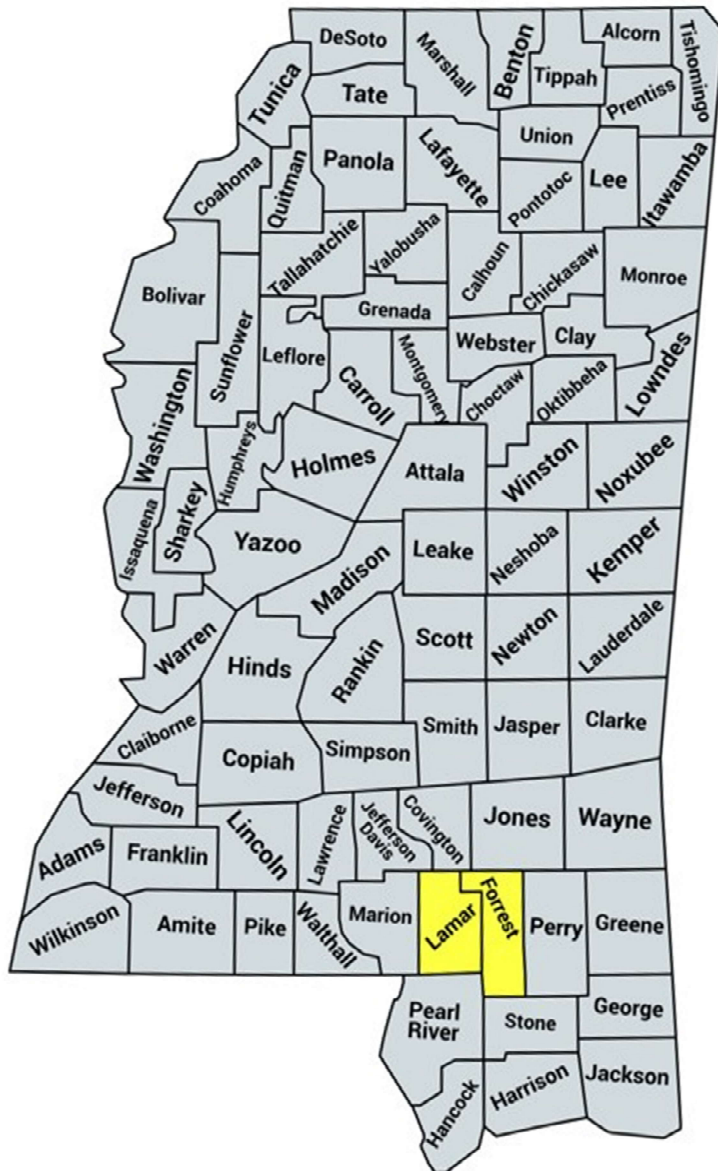 DeSoto
Marshall
Benton
Tippah
Alcorn
Tishomingo
Tunica
Tate
Prentiss
Union
Coahoma
Quitman
Panola
Lafayette
Pontotoc
Lee
Itawamba
Tallahatchie
Yalobusha
Calhoun
Chickasaw
Monroe
Bolivar
Sunflower
Leflore
Grenada
Webster
Clay
Lowndes
Carroll
Montgomery
Choctaw
Oktibbeha
Washington
Humphreys
Holmes
Attala
Winston
Noxubee
Issaquena
Sharkey
Yazoo
Madison
Leake
Neshoba
Kemper
Warren
Hinds
Rankin
Scott
Newton
Lauderdale
Claiborne
Copiah
Simpson
Smith
Jasper
Clarke
Jefferson
Adams
Franklin
Lincoln
Lawrence
Jefferson
Davis
Covington
Jones
Wayne
Wilkinson
Amite
Pike
Walthall
Marion
Lamar
Forrest
Perry
Greene
Pearl
River
Stone
George
Hancock
Harrison
Jackson